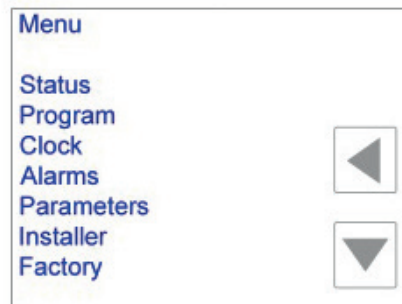 Menu
Status
Program
Clock
Alarms
Parameters
Installer
Factory